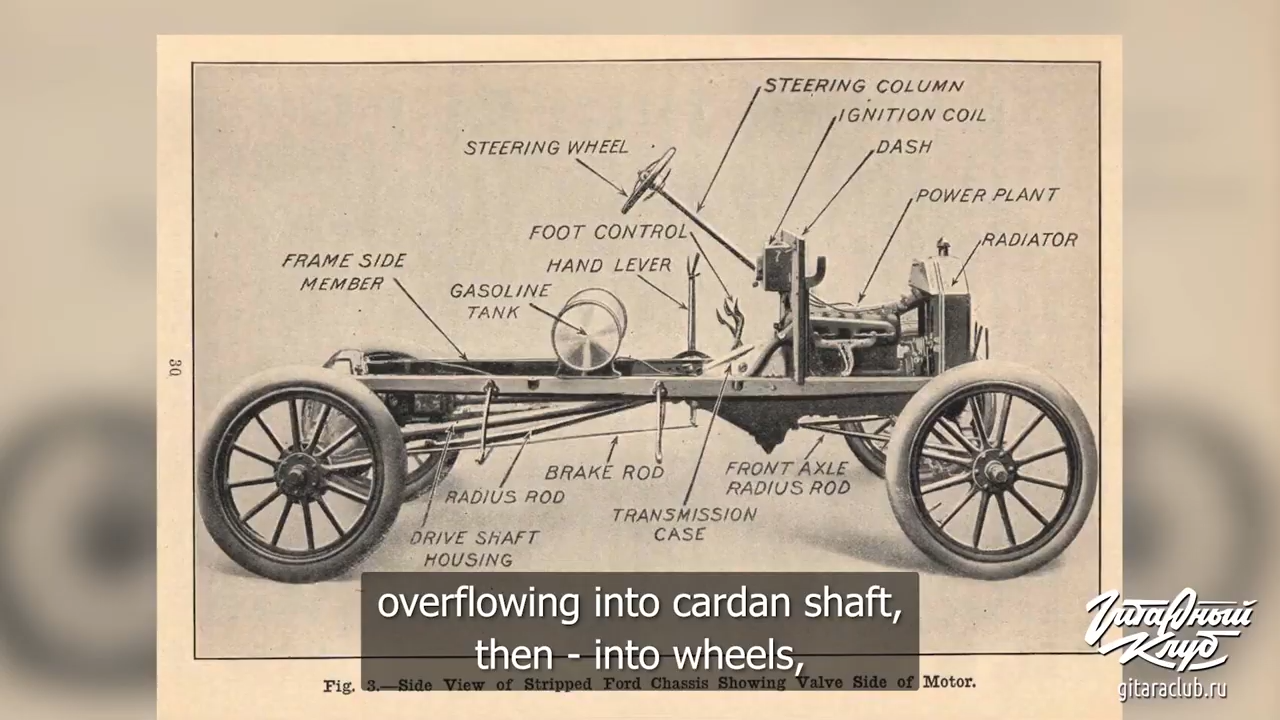 STEERING COLUMN
IGNITION COIL
STEERING WHEEL
DASH
POWER PLANT
FOOT CONTROL
RADIATOR
FRAME SIDE
MEMBER
HAND LEVER
GASOLINE
TANK
30
BRAKE ROD
FRONT AXLE
RADIUS ROD
RADIUS ROD
TRANSMISSION
CASE
DRIVE SHAFT
HOUSING
overflowing into cardan shaft,
then - into wheels,
Fig. 3.—Side View of Stripped Ford Chassis Showing Valve Side of Motor.
Гитарный
Клуб
gitaraclub.ru